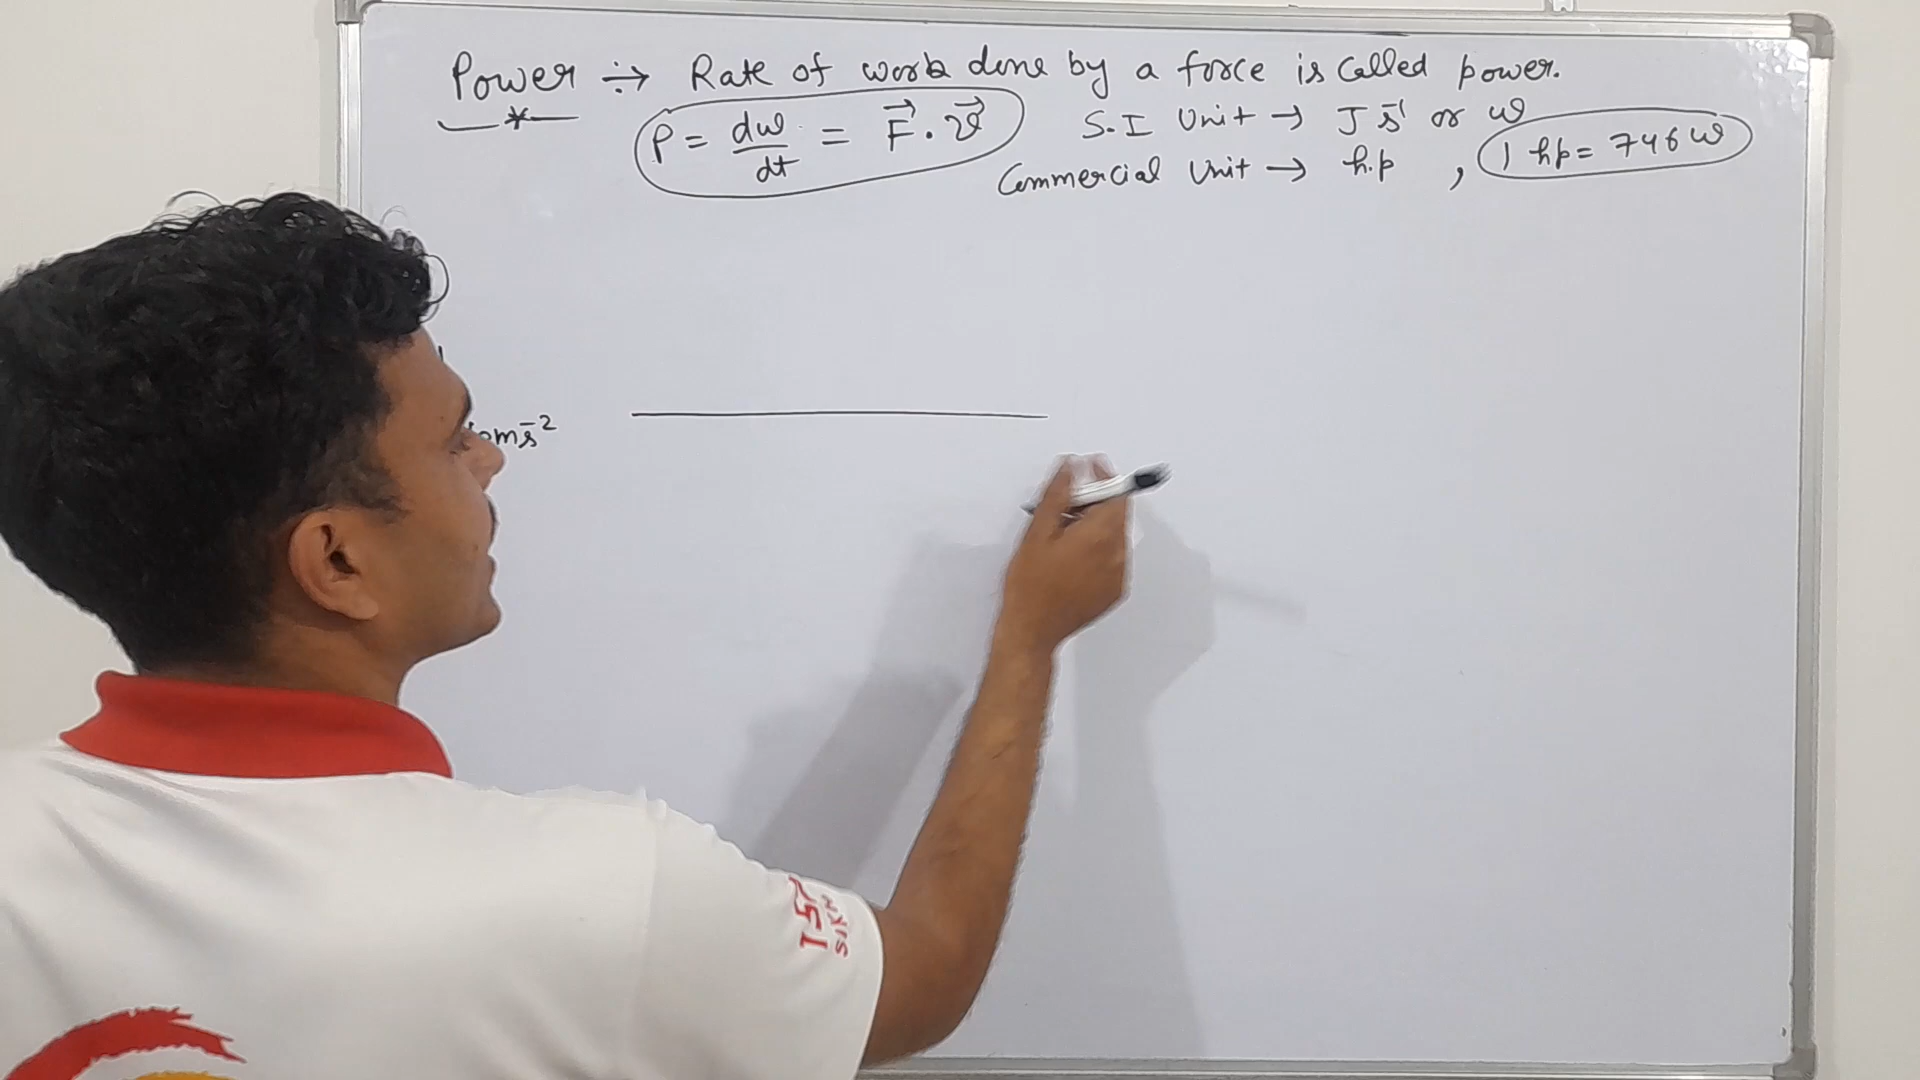 Power ÷→ Rate of work done by a force is called power.
P = dw/dt = F⃗ . v⃗
S.I Unit → J s⁻¹ or W
Commercial Unit → h.p , 1 hp = 746 W
ms⁻²